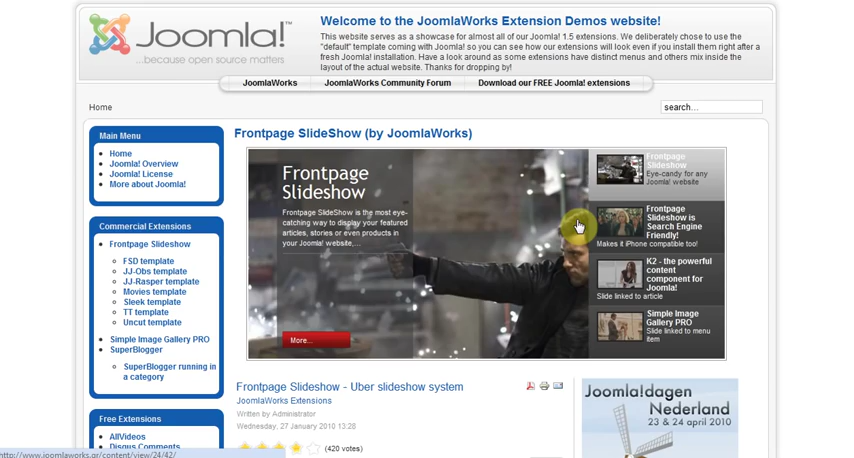 Joomla!™
...because open source matters
Welcome to the JoomlaWorks Extension Demos website!
This website serves as a showcase for almost all of our Joomla! 1.5 extensions. We deliberately chose to use the
"default" template coming with Joomla! so you can see how our extensions will look even if you install them right after a
fresh Joomla! installation. Have a look around as some extensions have distinct menus and others mix inside the
layout of the actual website. Thanks for dropping by!
JoomlaWorks
JoomlaWorks Community Forum
Download our FREE Joomla! extensions
Home
search...
Main Menu
Home
Joomla! Overview
Joomla! License
More about Joomla!
Commercial Extensions
Frontpage Slideshow
FSD template
JJ-Obs template
JJ-Rasper template
Movies template
Sleek template
TT template
Uncut template
Simple Image Gallery PRO
SuperBlogger
SuperBlogger running in
a category
Free Extensions
AllVideos
Disqus Comments
Frontpage SlideShow (by JoomlaWorks)
Frontpage
Slideshow
Frontpage SlideShow is the most eye-
catching way to display your featured
articles, stories or even products in
your Joomla! website,...
More...
Frontpage
Slideshow
Eye-candy for any
Joomla! website
Frontpage
Slideshow is
Search Engine
Friendly!
Makes it iPhone compatible too!
K2 - the powerful
content
component for
Joomla!
Slide linked to article
Simple Image
Gallery PRO
Slide linked to menu
item
Frontpage Slideshow - Uber slideshow system
JoomlaWorks Extensions
Written by Administrator
Wednesday, 27 January 2010 13:28
(420 votes)
Joomla!dagen
Nederland
23 & 24 april 2010
http://www.joomlaworks.gr/content/view/24/42/